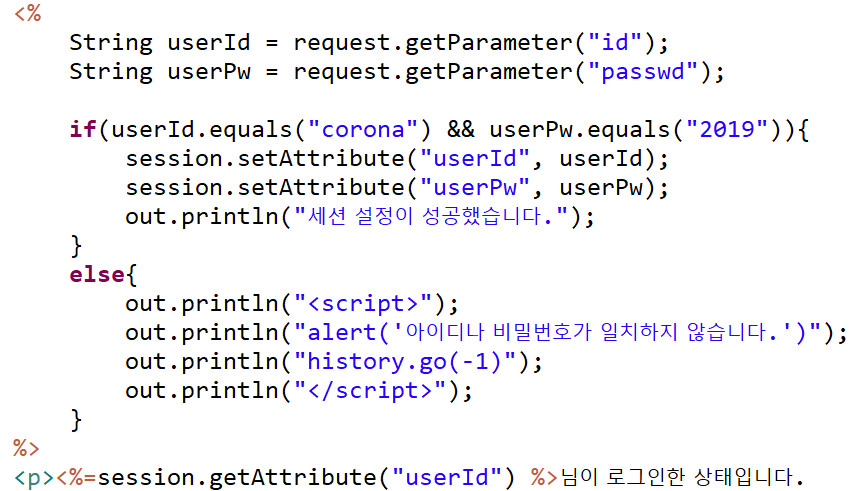 <%
String userId = request.getParameter("id");
String userPw = request.getParameter("passwd");
if(userId.equals("corona") && userPw.equals("2019")){
session.setAttribute("userId", userId);
session.setAttribute("userPw", userPw);
out.println("세션 설정이 성공했습니다.");
}
else{
out.println("<script>");
out.println("alert('아이디나 비밀번호가 일치하지 않습니다.')");
out.println("history.go(-1)");
out.println("</script>");
}
%>
<p><%=session.getAttribute("userId") %>님이 로그인한 상태입니다.